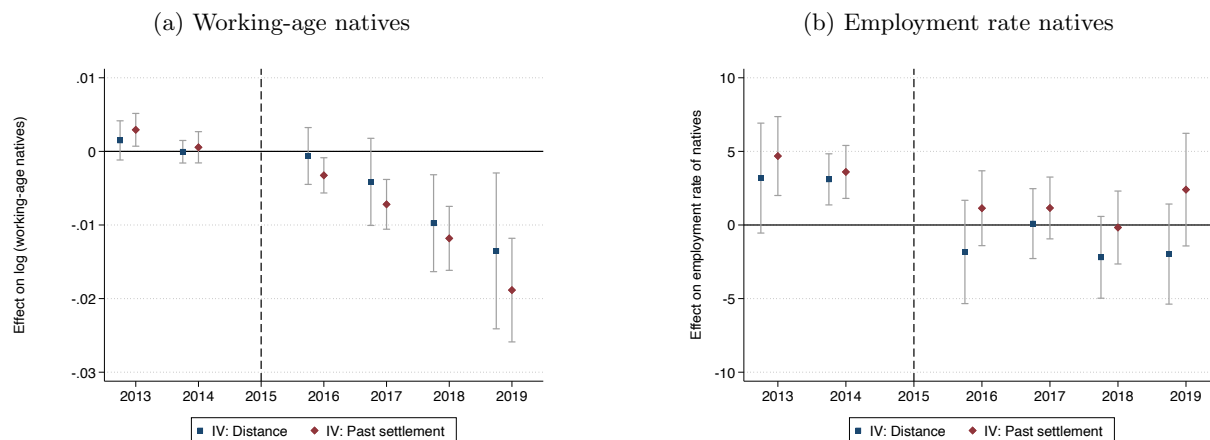 (a) Working-age natives
Effect on log (working-age natives)
.01
0
-.01
-.02
-.03
2013 2014 2015 2016 2017 2018 2019
IV: Distance IV: Past settlement
(b) Employment rate natives
Effect on employment rate of natives
10
5
0
-5
-10
2013 2014 2015 2016 2017 2018 2019
IV: Distance IV: Past settlement